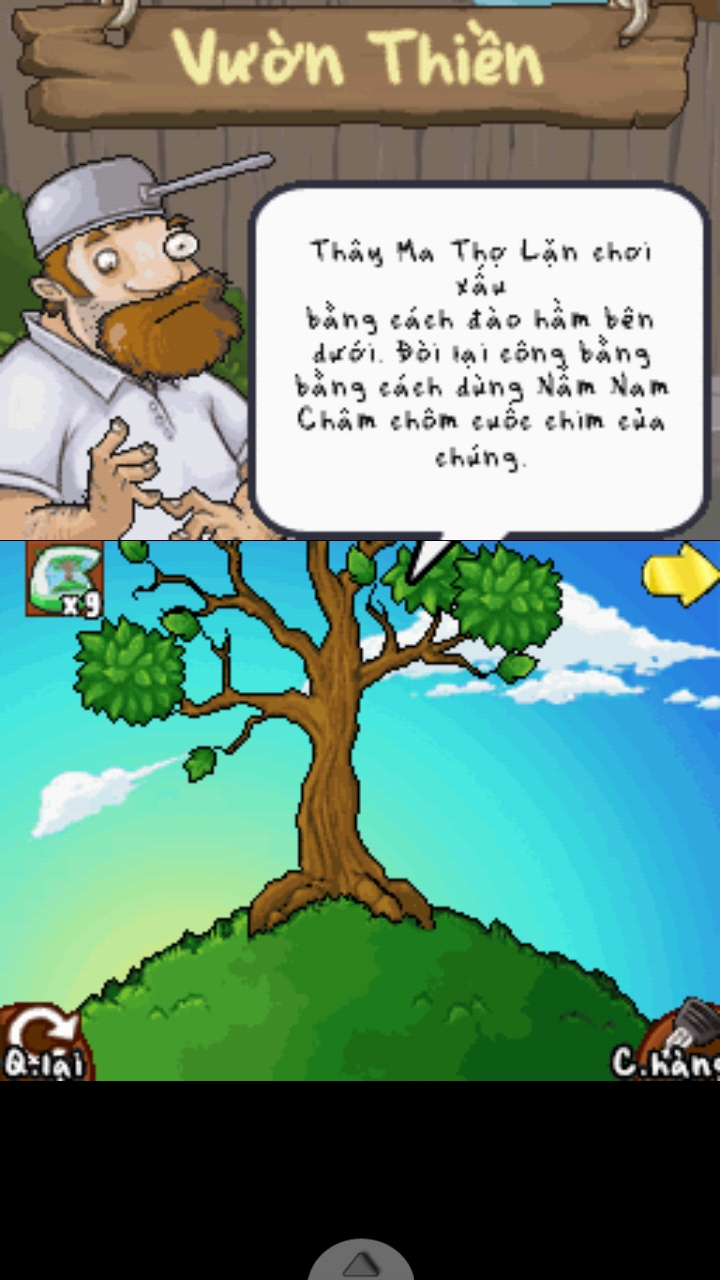 Vườn Thiền
Thây Ma Thợ Lặn chơi
xấu
bằng cách đào hầm bên
dưới. Đòi lại công bằng
bằng cách dùng Nấm Nam
Châm chôm cuốc chim của
chúng.
x9
Q.lại
C.hàng